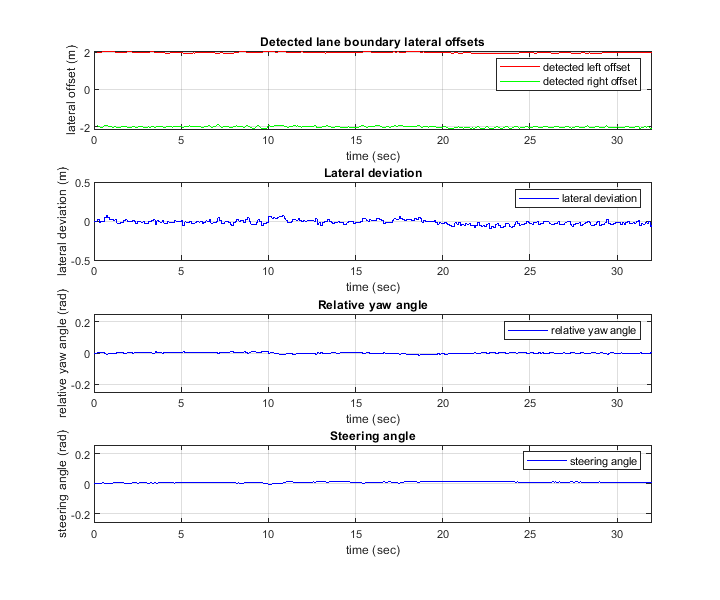 Detected lane boundary lateral offsets
lateral offset (m)
2
0
-2
detected left offset
detected right offset
0 5 10 15 20 25 30
time (sec)
Lateral deviation
lateral deviation (m)
0.5
0
-0.5
lateral deviation
0 5 10 15 20 25 30
time (sec)
Relative yaw angle
relative yaw angle (rad)
0.2
0
-0.2
relative yaw angle
0 5 10 15 20 25 30
time (sec)
Steering angle
steering angle (rad)
0.2
0
-0.2
steering angle
0 5 10 15 20 25 30
time (sec)